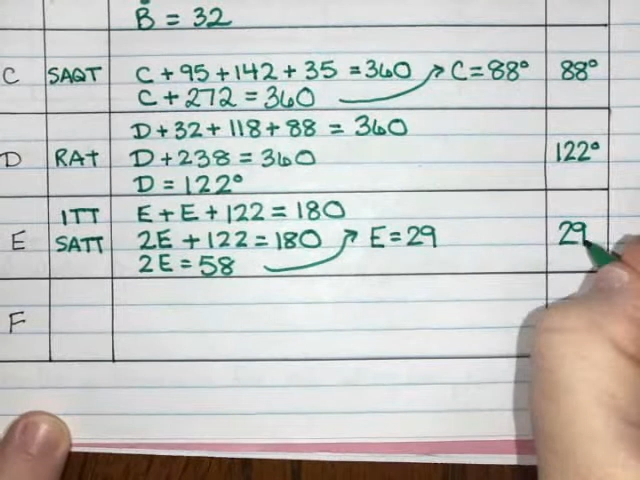 B = 32
C SAQT C + 95 + 142 + 35 = 360 → C = 88° 88°
C + 272 = 360
D + 32 + 118 + 88 = 360
D RAT D + 238 = 360 122°
D = 122°
ITT E + E + 122 = 180
E SATT 2E + 122 = 180 → E = 29 29
2E = 58
F